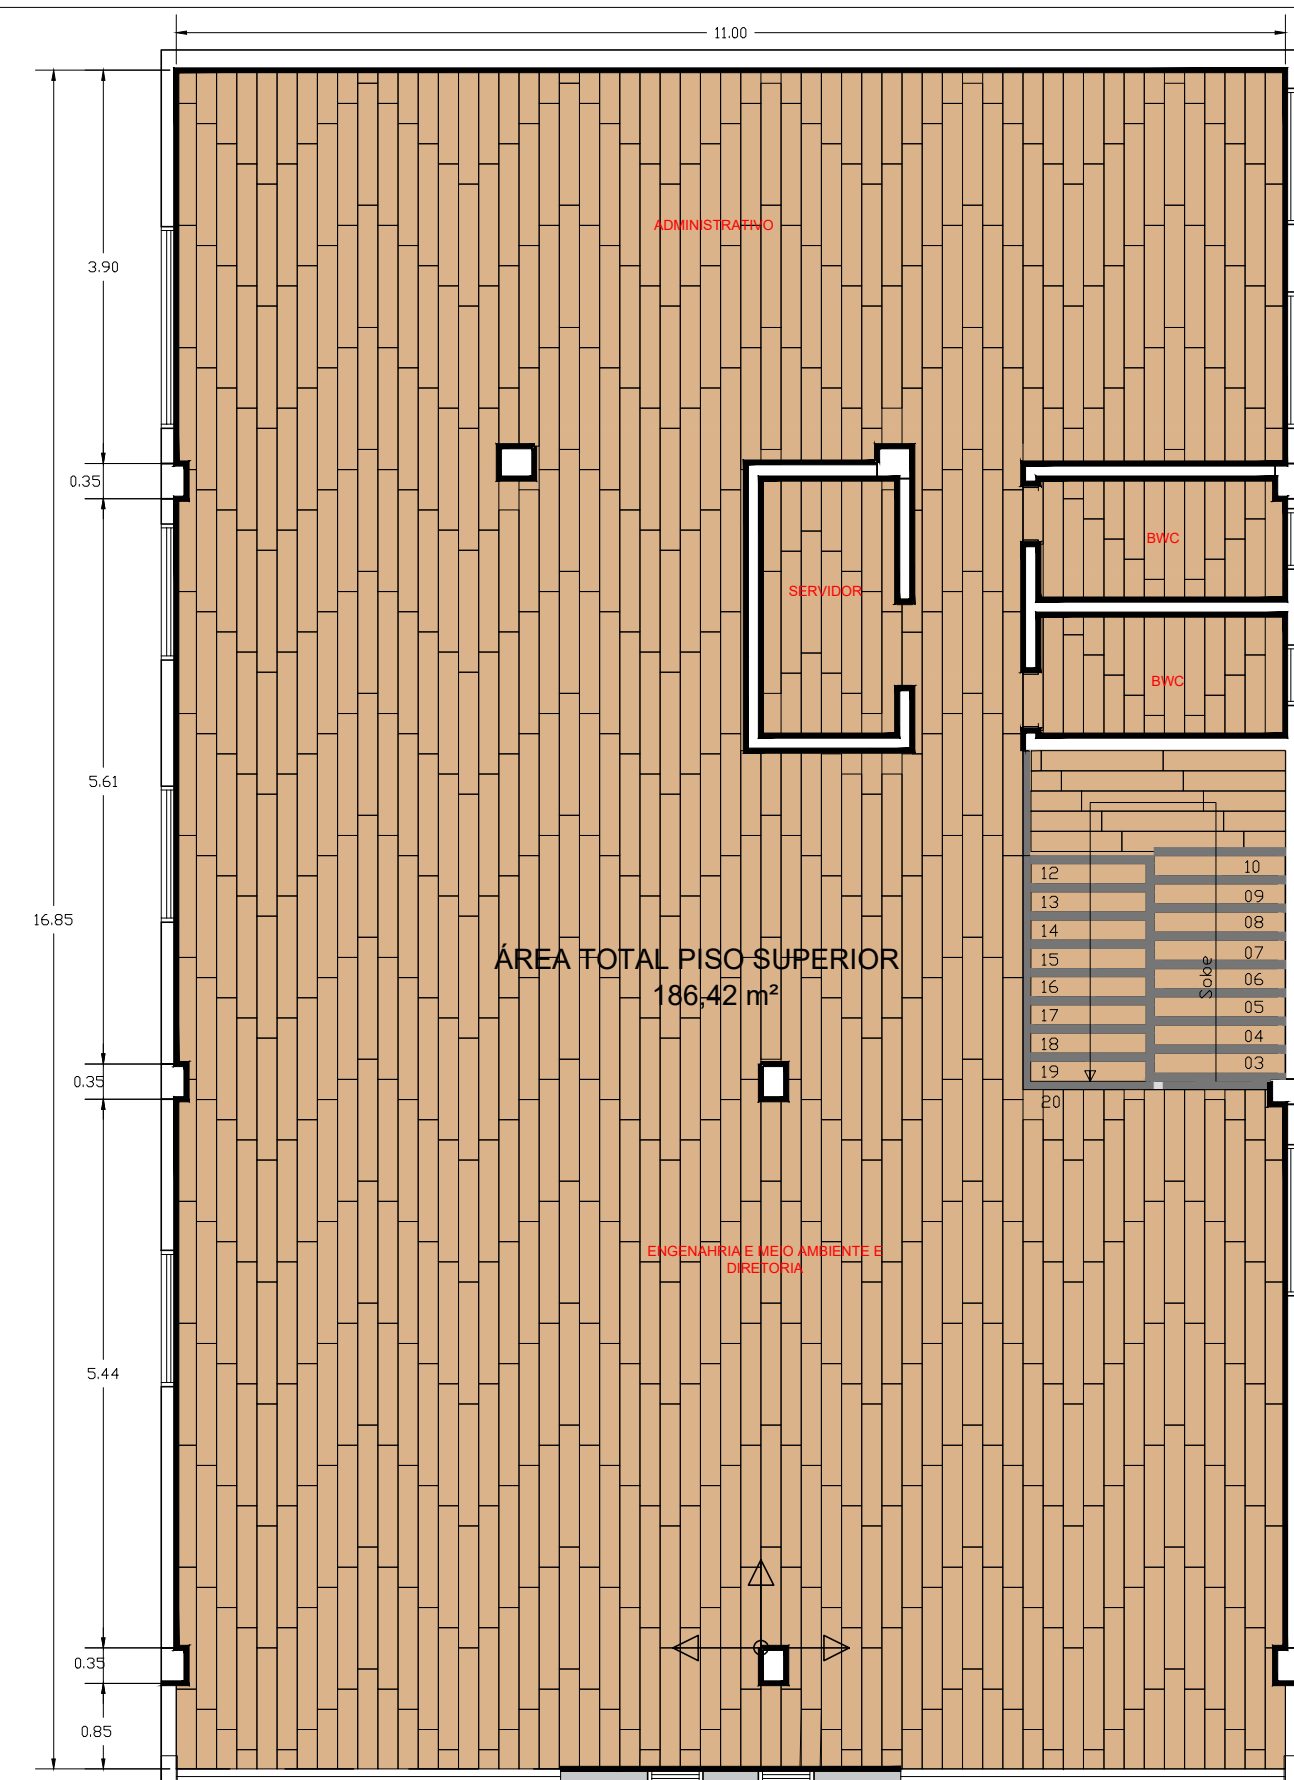 11.00
ADMINISTRATIVO
3.90
0.35
BWC
SERVIDOR
BWC
5.61
12
10
13
09
14
08
15
07
16
06
17
05
18
04
19
03
20
Sobe
16.85
ÁREA TOTAL PISO SUPERIOR
186,42 m²
0.35
ENGENAHRIA E MEIO AMBIENTE E
DIRETORIA
5.44
0.35
0.85